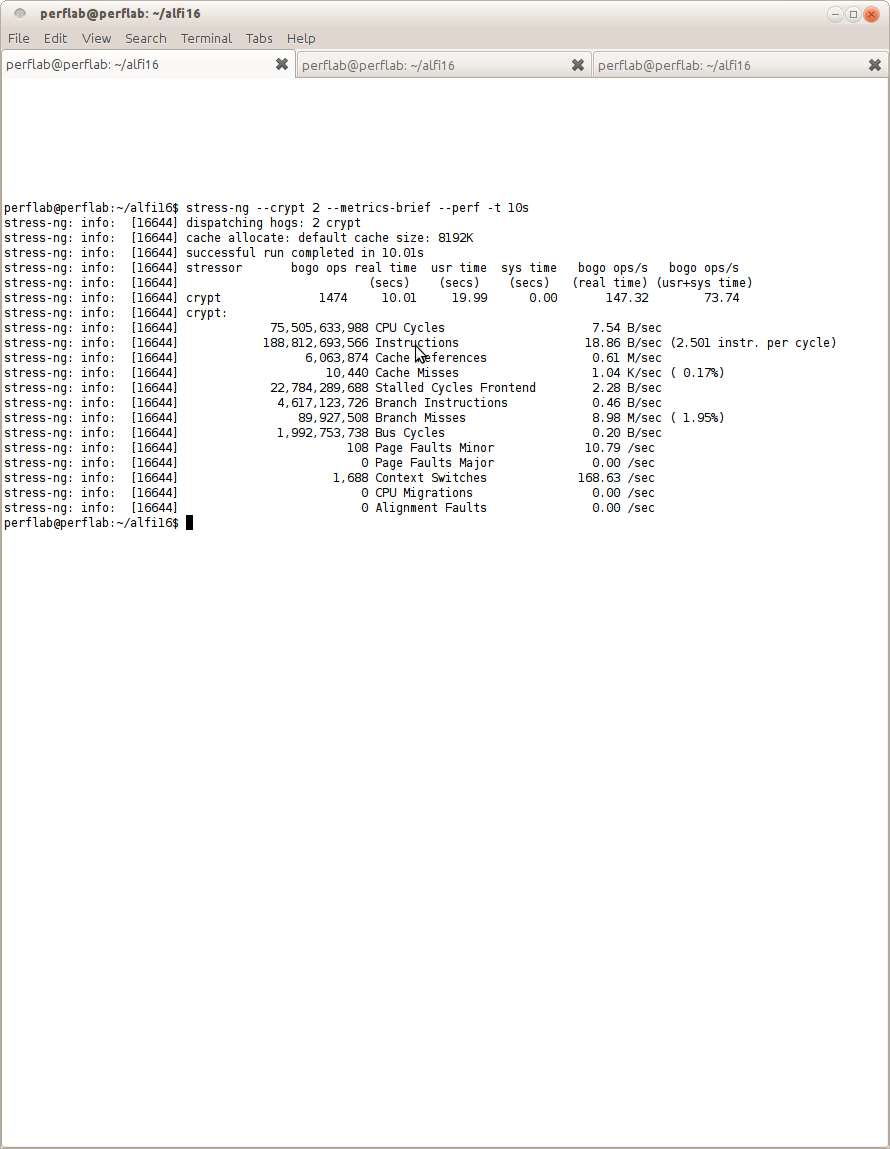 perflab@perflab: ~/alfi16
File Edit View Search Terminal Tabs Help
perflab@perflab: ~/alfi16 perflab@perflab: ~/alfi16 perflab@perflab: ~/alfi16
perflab@perflab:~/alfi16$ stress-ng --crypt 2 --metrics-brief --perf -t 10s
stress-ng: info:  [16644] dispatching hogs: 2 crypt
stress-ng: info:  [16644] cache allocate: default cache size: 8192K
stress-ng: info:  [16644] successful run completed in 10.01s
stress-ng: info:  [16644] stressor       bogo ops real time  usr time  sys time   bogo ops/s   bogo ops/s
stress-ng: info:  [16644]                           (secs)    (secs)    (secs)   (real time) (usr+sys time)
stress-ng: info:  [16644] crypt              1474     10.01     19.99      0.00       147.32        73.74
stress-ng: info:  [16644] crypt:
stress-ng: info:  [16644]             75,505,633,988 CPU Cycles                     7.54 B/sec
stress-ng: info:  [16644]            188,812,693,566 Instructions                  18.86 B/sec (2.501 instr. per cycle)
stress-ng: info:  [16644]                  6,063,874 Cache References               0.61 M/sec
stress-ng: info:  [16644]                     10,440 Cache Misses                   1.04 K/sec ( 0.17%)
stress-ng: info:  [16644]             22,784,289,688 Stalled Cycles Frontend        2.28 B/sec
stress-ng: info:  [16644]              4,617,123,726 Branch Instructions            0.46 B/sec
stress-ng: info:  [16644]                 89,927,508 Branch Misses                  8.98 M/sec ( 1.95%)
stress-ng: info:  [16644]              1,992,753,738 Bus Cycles                     0.20 B/sec
stress-ng: info:  [16644]                        108 Page Faults Minor             10.79 /sec
stress-ng: info:  [16644]                          0 Page Faults Major              0.00 /sec
stress-ng: info:  [16644]                      1,688 Context Switches             168.63 /sec
stress-ng: info:  [16644]                          0 CPU Migrations                 0.00 /sec
stress-ng: info:  [16644]                          0 Alignment Faults               0.00 /sec
perflab@perflab:~/alfi16$